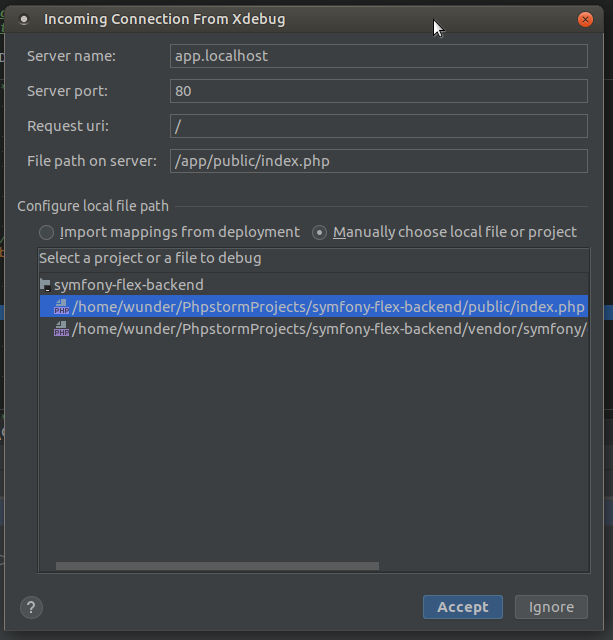 Incoming Connection From Xdebug
Server name: app.localhost
Server port: 80
Request uri: /
File path on server: /app/public/index.php
Configure local file path
Import mappings from deployment Manually choose local file or project
Select a project or a file to debug
symfony-flex-backend
PHP /home/wunder/PhpstormProjects/symfony-flex-backend/public/index.php
PHP /home/wunder/PhpstormProjects/symfony-flex-backend/vendor/symfony/
? Accept Ignore